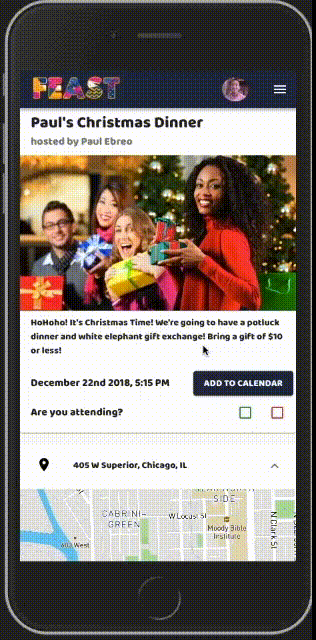 FEAST
Paul's Christmas Dinner
hosted by Paul Ebreo
HoHoho! It's Christmas Time! We're going to have a potluck
dinner and white elephant gift exchange! Bring a gift of $10
or less!
December 22nd 2018, 5:15 PM
ADD TO CALENDAR
Are you attending?
405 W Superior, Chicago, IL
SIDE
CABRINI-
GREEN
W Locust St
Moody Bible
Institute
N Clark St